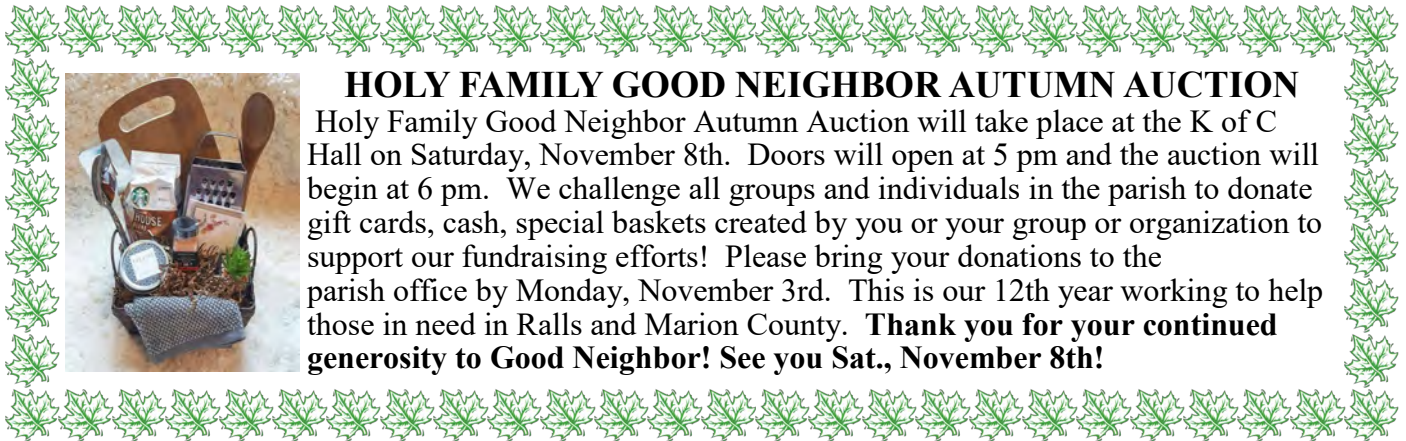 HOLY FAMILY GOOD NEIGHBOR AUTUMN AUCTION
Holy Family Good Neighbor Autumn Auction will take place at the K of C
Hall on Saturday, November 8th. Doors will open at 5 pm and the auction will
begin at 6 pm. We challenge all groups and individuals in the parish to donate
gift cards, cash, special baskets created by you or your group or organization to
support our fundraising efforts! Please bring your donations to the
parish office by Monday, November 3rd. This is our 12th year working to help
those in need in Ralls and Marion County. Thank you for your continued
generosity to Good Neighbor! See you Sat., November 8th!
HOUSE